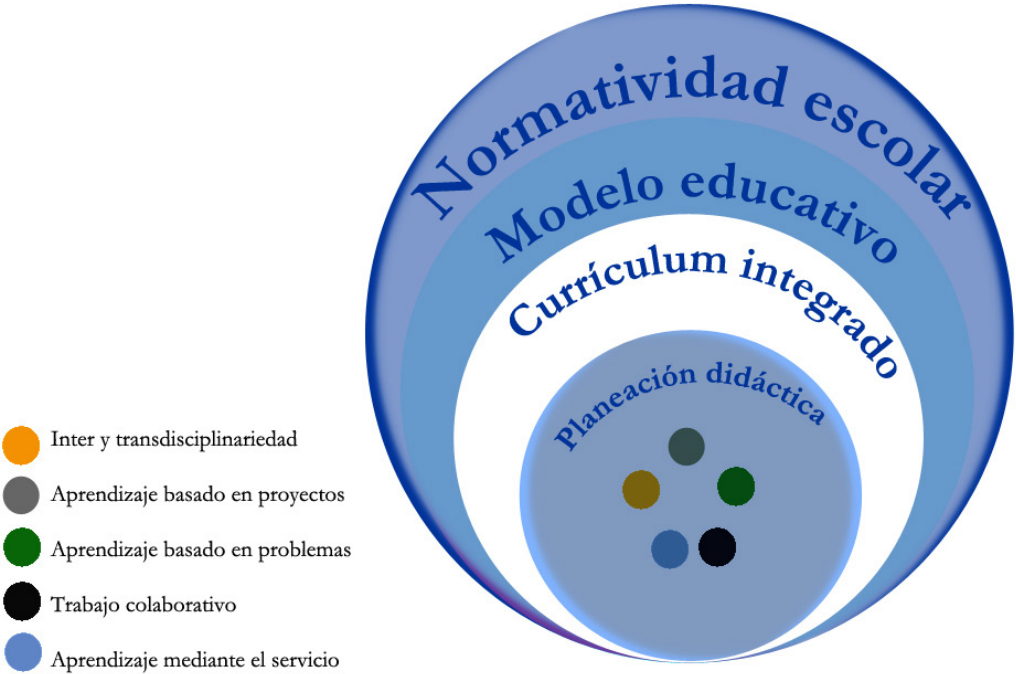 Normatividad escolar
Modelo educativo
Currículum integrado
Planeación didáctica
Inter y transdisciplinariedad
Aprendizaje basado en proyectos
Aprendizaje basado en problemas
Trabajo colaborativo
Aprendizaje mediante el servicio